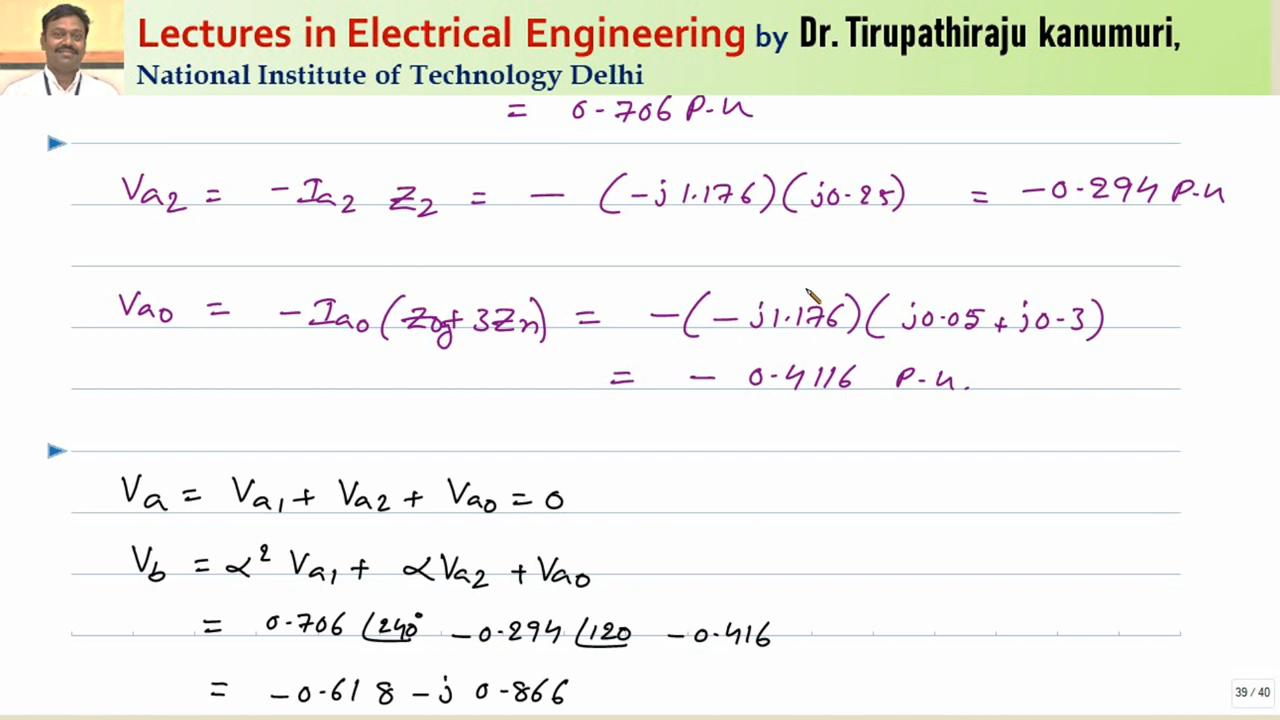 Lectures in Electrical Engineering by Dr. Tirupathiraju kanumuri,
National Institute of Technology Delhi
= 0.706 P.u
Va2 = -Ia2 Z2 = - (-j1.176)(j0.25) = -0.294 P.u
Va0 = -Ia0 (Z0g+3Zn) = -(-j1.176)(j0.05+j0.3)
= - 0.4116 P.u.
Va = Va1 + Va2 + Va0 = 0
Vb = α² Va1 + αVa2 + Va0
= 0.706 ∠240° -0.294 ∠120 -0.416
= -0.618 -j 0.866
39 / 40